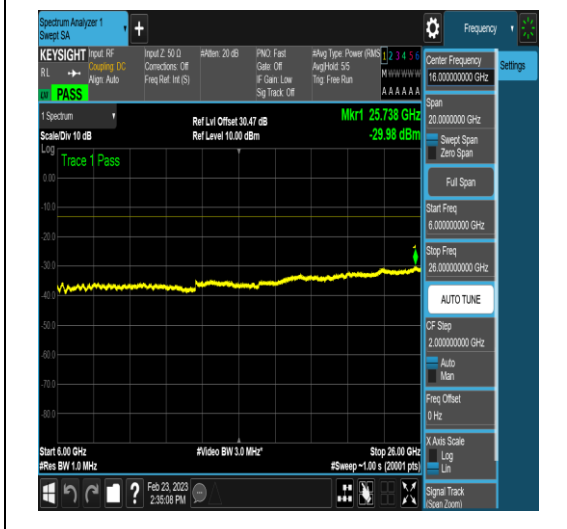 Spectrum Analyzer 1
Swept SA
+
Frequency
KEYSIGHT
RL
PASS
Input: RF
Coupling: DC
Align: Auto
Input Z: 50 Ω
Corrections: Off
Freq Ref: Int (S)
#Atten: 20 dB
PNO: Fast
Gate: Off
IF Gain: Low
Sig Track: Off
#Avg Type: Power (RMS
Avg|Hold: 5/5
Trig: Free Run
1 2 3 4 5 6
M W W W W W
A A A A A A
1 Spectrum
Scale/Div 10 dB
Ref Lvl Offset 30.47 dB
Ref Level 10.00 dBm
Mkr1 25.738 GHz
-29.98 dBm
Log
Trace 1 Pass
0.00
-10.0
-20.0
-30.0
-40.0
-50.0
-60.0
-70.0
-80.0
1
Start 6.00 GHz
#Res BW 1.0 MHz
#Video BW 3.0 MHz*
Stop 26.00 GHz
#Sweep ~1.00 s (20001 pts)
?
Feb 23, 2023
2:35:08 PM
Center Frequency
16.000000000 GHz
Settings
Span
20.0000000 GHz
Swept Span
Zero Span
Full Span
Start Freq
6.000000000 GHz
Stop Freq
26.000000000 GHz
AUTO TUNE
CF Step
2.000000000 GHz
Auto
Man
Freq Offset
0 Hz
X Axis Scale
Log
Lin
Signal Track
(Span Zoom)